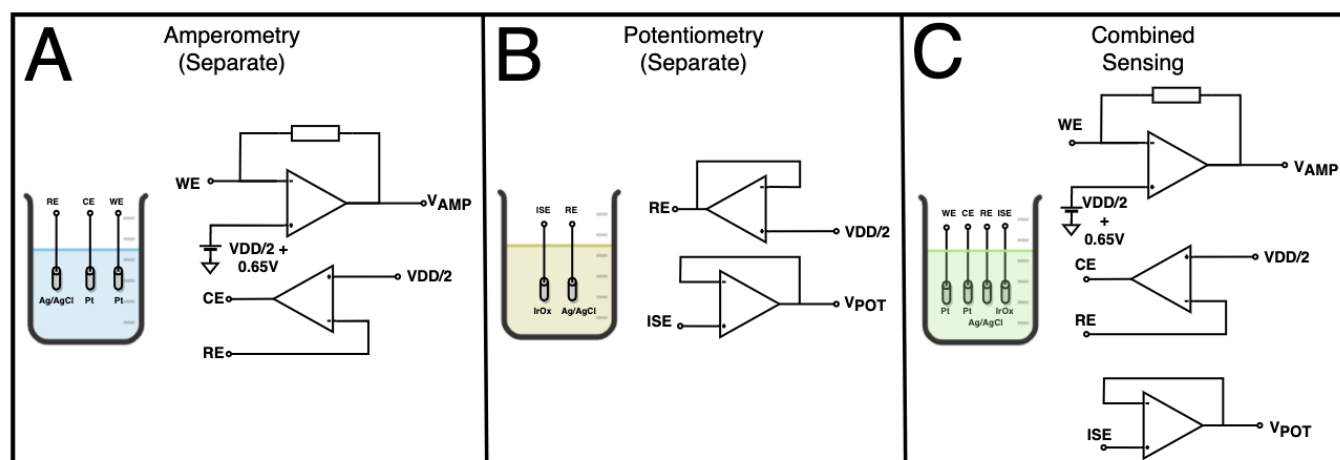 A
Amperometry
(Separate)
RE CE WE
Ag/AgCl Pt Pt
WE
-
+
VAMP
VDD/2 +
0.65V
VDD/2
+
CE
-
RE
B
Potentiometry
(Separate)
ISE RE
IrOx Ag/AgCl
-
RE
+
VDD/2
-
VPOT
ISE
+
C
Combined
Sensing
WE CE RE ISE
Pt Pt IrOx
Ag/AgCl
WE
-
VAMP
+
VDD/2
+
0.65V
VDD/2
+
CE
-
RE
-
VPOT
ISE
+